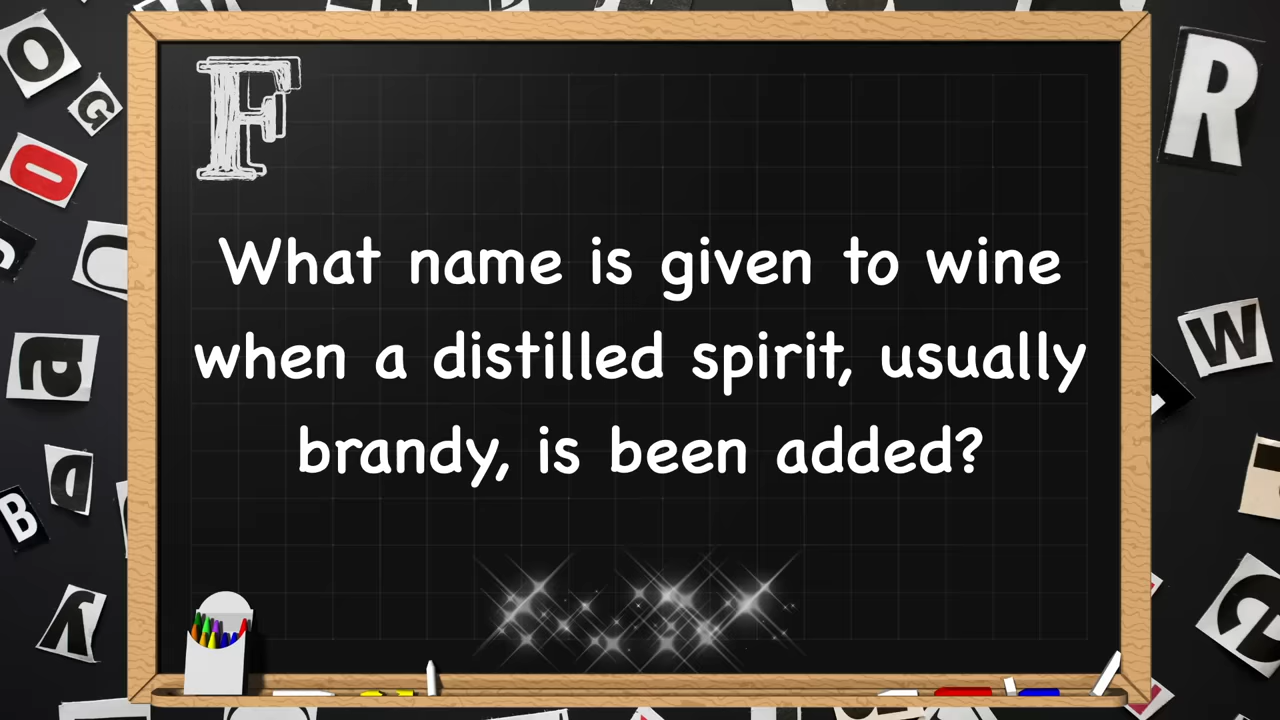 F
What name is given to wine
when a distilled spirit, usually
brandy, is been added?
O
G
O
a
D
B
y
R
W